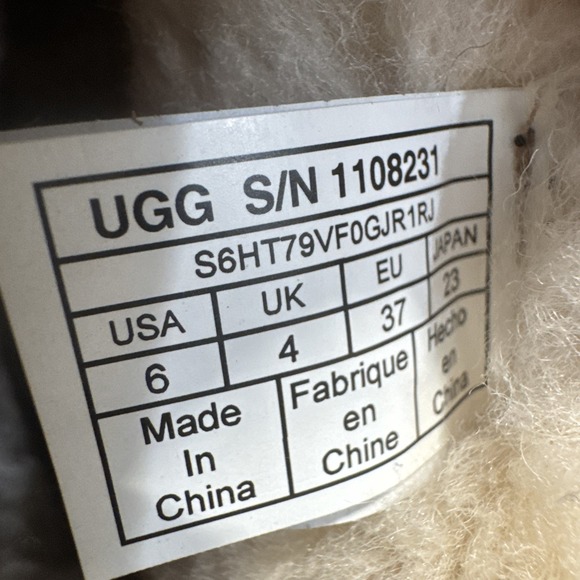 UGG S/N 1108231
S6HT79VF0GJR1RJ
USA UK EU JAPAN
6 4 37 23
Made In China
Fabrique en Chine
Hecho en China